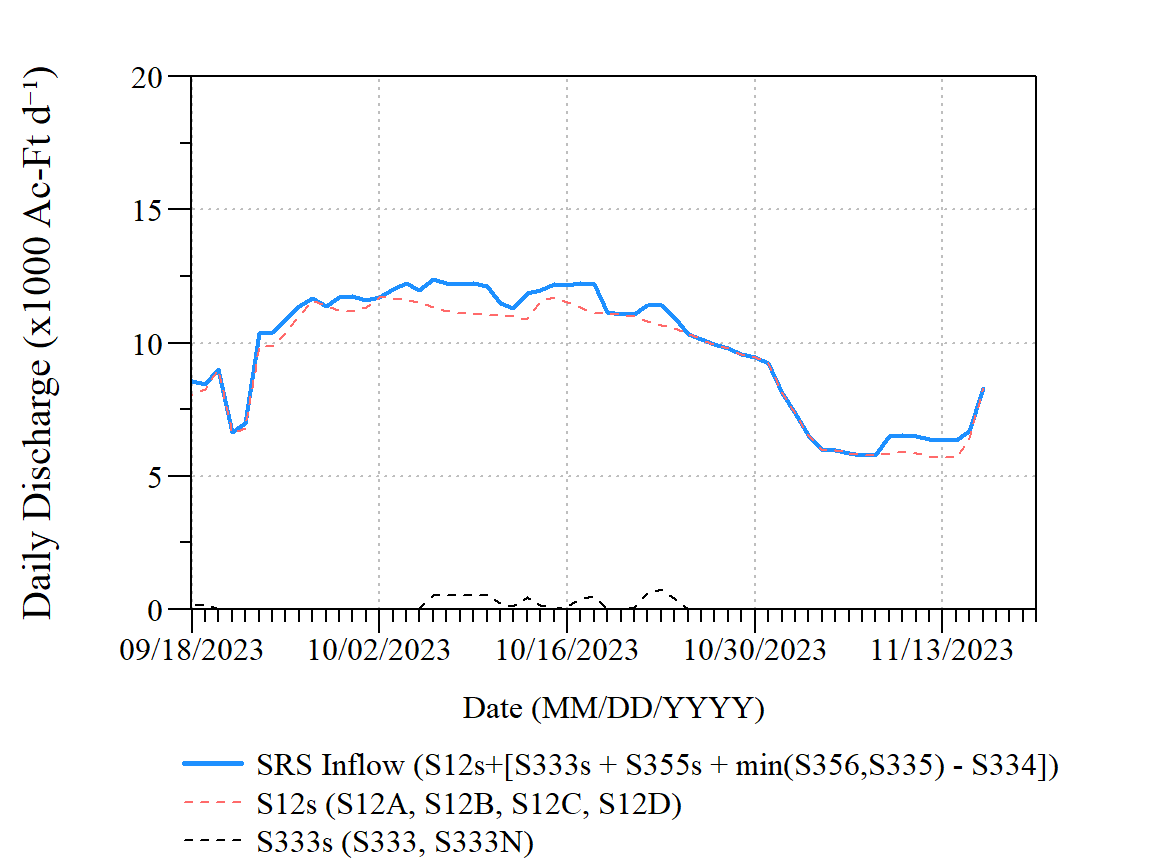 Daily Discharge (x1000 Ac-Ft d⁻¹)
20
15
10
5
0
09/18/2023 10/02/2023 10/16/2023 10/30/2023 11/13/2023
Date (MM/DD/YYYY)
SRS Inflow (S12s+[S333s + S355s + min(S356,S335) - S334])
S12s (S12A, S12B, S12C, S12D)
S333s (S333, S333N)